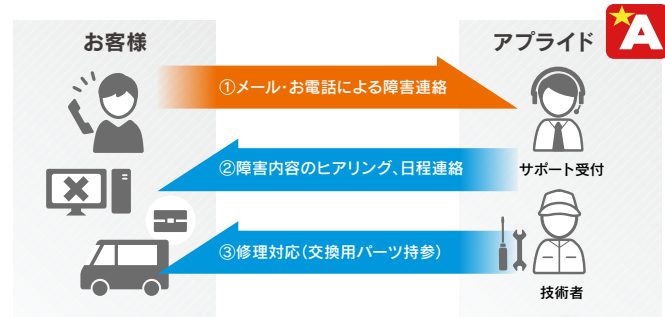 お客様
アプライド
A
①メール・お電話による障害連絡
②障害内容のヒアリング、日程連絡
サポート受付
③修理対応(交換用パーツ持参)
技術者